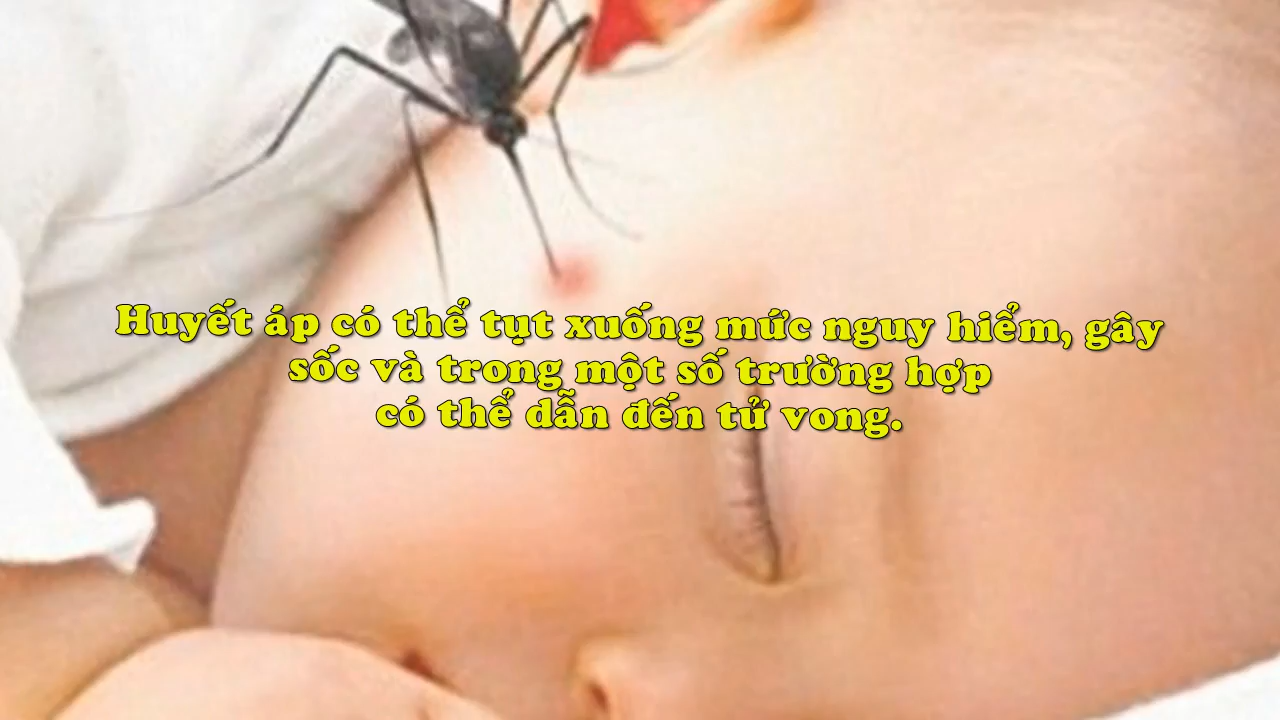 Huyết áp có thể tụt xuống mức nguy hiểm, gây
sốc và trong một số trường hợp
có thể dẫn đến tử vong.